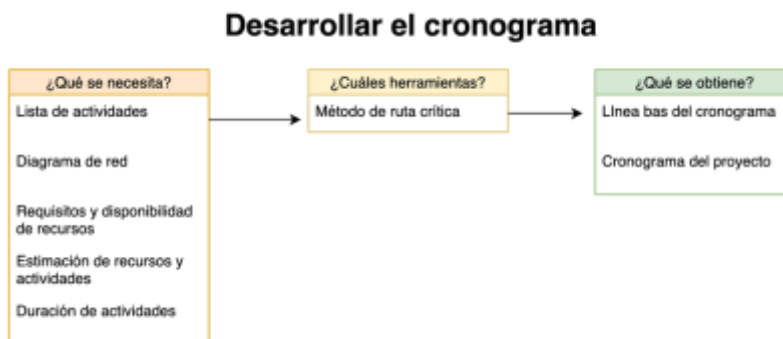 Desarrollar el cronograma
¿Qué se necesita?
Lista de actividades
Diagrama de red
Requisitos y disponibilidad
de recursos
Estimación de recursos y
actividades
Duración de actividades
¿Cuáles herramientas?
Método de ruta crítica
¿Qué se obtiene?
LInea bas del cronograma
Cronograma del proyecto